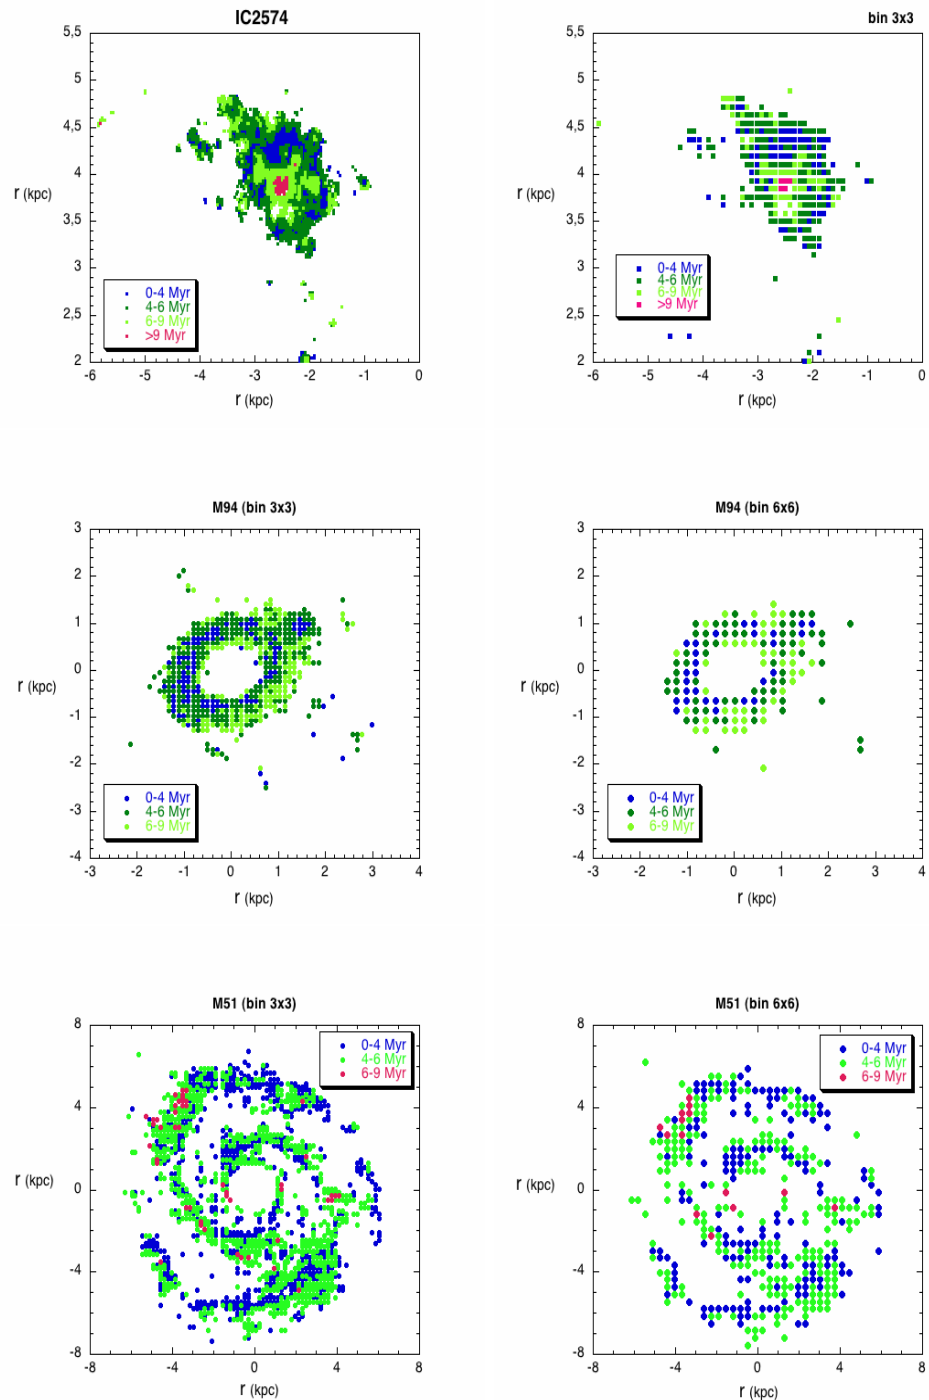 IC2574
bin 3x3
5,5
5
4,5
4
3,5
3
2,5
2
r (kpc)
0-4 Myr
4-6 Myr
6-9 Myr
>9 Myr
-6 -5 -4 -3 -2 -1 0
r (kpc)
5,5
5
4,5
4
3,5
3
2,5
2
r (kpc)
0-4 Myr
4-6 Myr
6-9 Myr
>9 Myr
-6 -5 -4 -3 -2 -1 0
r (kpc)
M94 (bin 3x3)
3
2
1
0
-1
-2
-3
-4
r (kpc)
0-4 Myr
4-6 Myr
6-9 Myr
-3 -2 -1 0 1 2 3 4
r (kpc)
M94 (bin 6x6)
3
2
1
0
-1
-2
-3
-4
r (kpc)
0-4 Myr
4-6 Myr
6-9 Myr
-3 -2 -1 0 1 2 3 4
r (kpc)
M51 (bin 3x3)
8
4
0
-4
-8
r (kpc)
0-4 Myr
4-6 Myr
6-9 Myr
-8 -4 0 4 8
r (kpc)
M51 (bin 6x6)
8
4
0
-4
-8
r (kpc)
0-4 Myr
4-6 Myr
6-9 Myr
-8 -4 0 4 8
r (kpc)